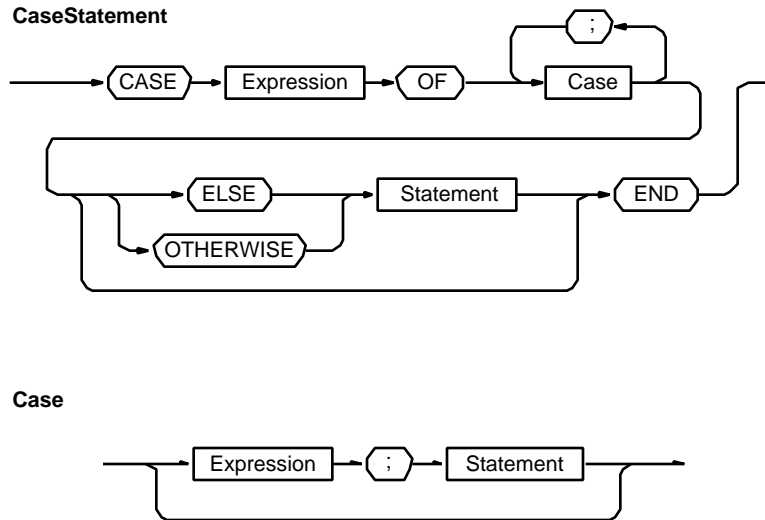 CaseStatement
;
CASE Expression OF Case
ELSE Statement END
OTHERWISE
Case
Expression ; Statement